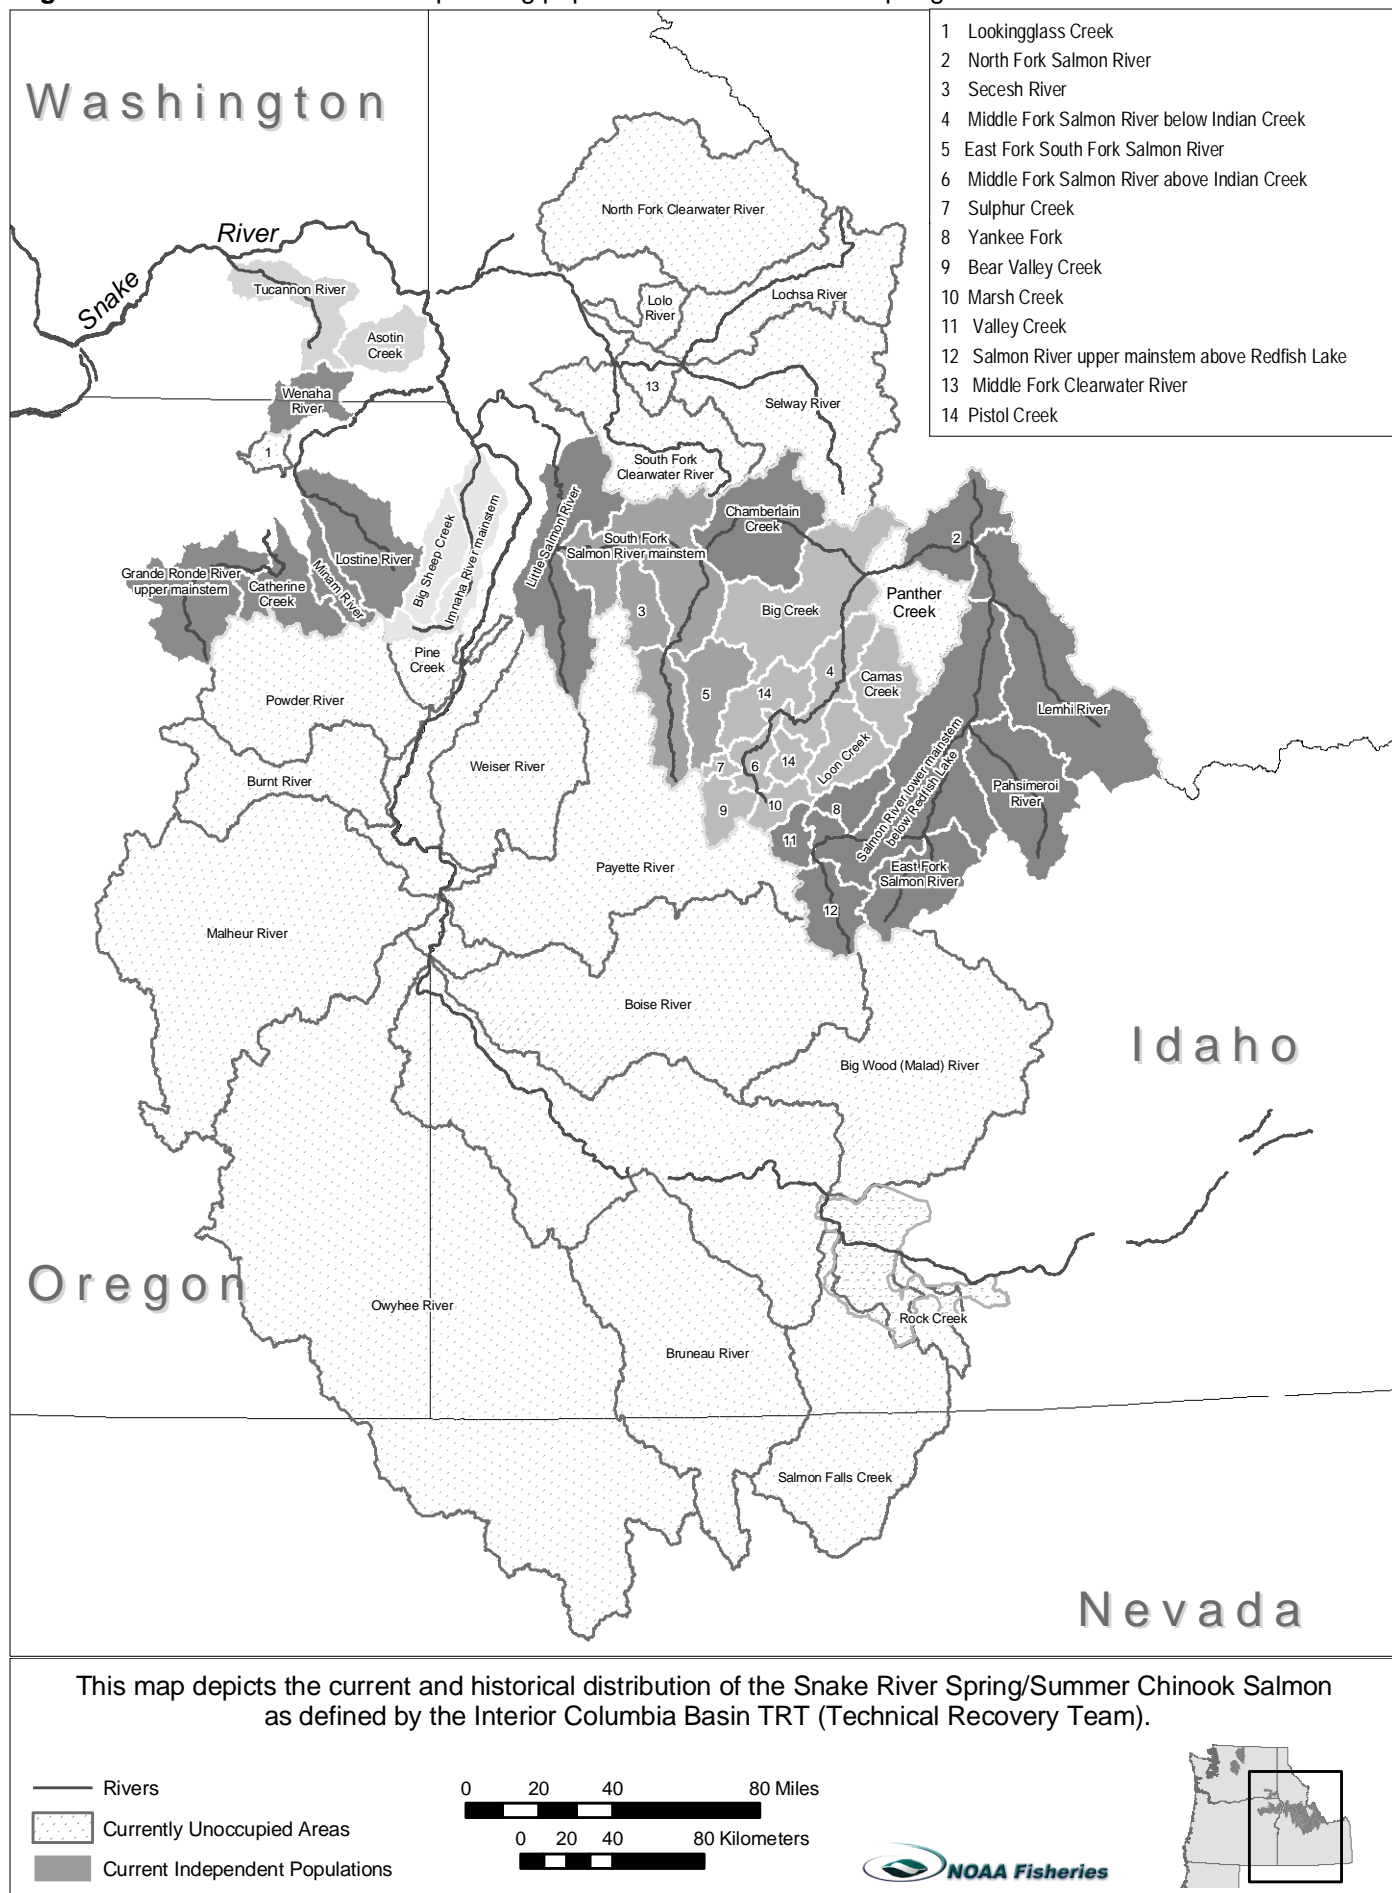 1 Lookingglass Creek
2 North Fork Salmon River
3 Secesh River
4 Middle Fork Salmon River below Indian Creek
5 East Fork South Fork Salmon River
6 Middle Fork Salmon River above Indian Creek
7 Sulphur Creek
8 Yankee Fork
9 Bear Valley Creek
10 Marsh Creek
11 Valley Creek
12 Salmon River upper mainstem above Redfish Lake
13 Middle Fork Clearwater River
14 Pistol Creek
Washington
North Fork Clearwater River
Snake
River
Tucannon River
Lolo
River
Lochsa River
Asotin
Creek
Wenaha
River
13
Selway River
1
South Fork
Clearwater River
Chamberlain
Creek
2
South Fork
Salmon River mainstem
Little Salmon River
Big Sheep Creek
Imnaha River mainstem
Lostine River
Minam River
Grande Ronde River
upper mainstem
Catherine
Creek
Panther
Creek
3
Big Creek
Pine
Creek
4
Camas
Creek
5
14
Powder River
Lemhi River
Weiser River
7
6
14
Loon Creek
Burnt River
Salmon River lower mainstem
below Redfish Lake
Pahsimeroi
River
9
10
8
11
Payette River
East Fork
Salmon River
12
Malheur River
Boise River
Idaho
Big Wood (Malad) River
Oregon
Owyhee River
Rock Creek
Bruneau River
Salmon Falls Creek
Nevada
This map depicts the current and historical distribution of the Snake River Spring/Summer Chinook Salmon
as defined by the Interior Columbia Basin TRT (Technical Recovery Team).
Rivers
Currently Unoccupied Areas
Current Independent Populations
0 20 40 80 Miles
0 20 40 80 Kilometers
NOAA Fisheries